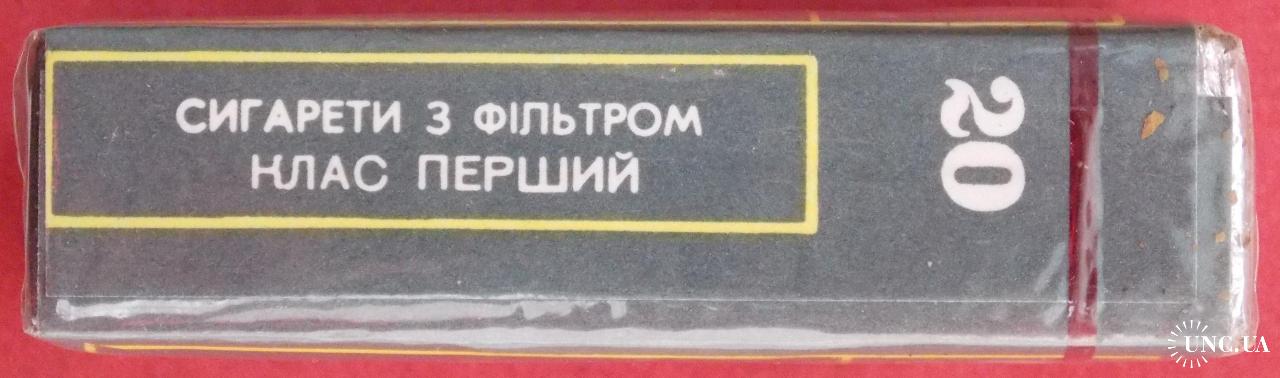 СИГАРЕТИ З ФІЛЬТРОМ
КЛАС ПЕРШИЙ
20
UNC.UA